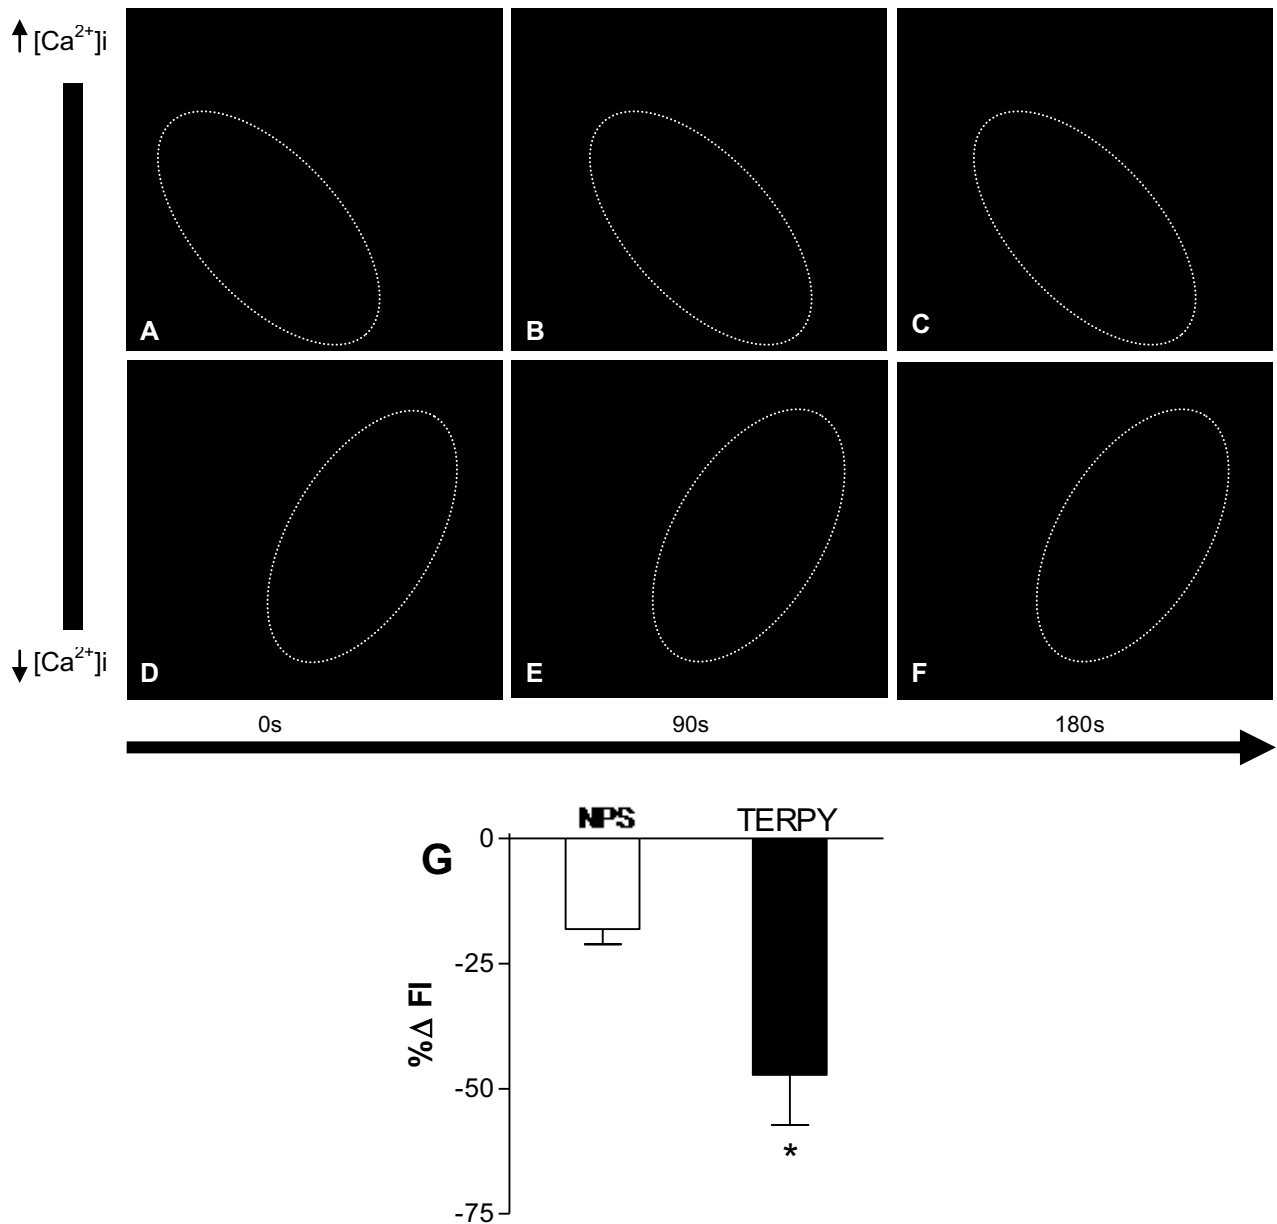 ↑ [Ca²⁺]i
A
B
C
D
E
F
↓ [Ca²⁺]i
0s
90s
180s
NPS
TERPY
G
0
-25
-50
-75
%Δ FI
*